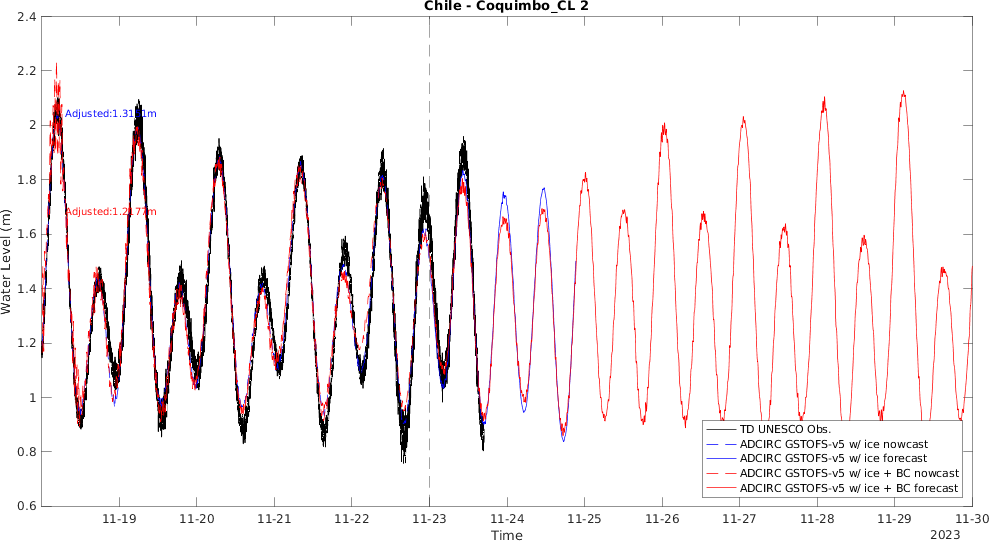 Chile - Coquimbo_CL 2
2.4
2.2
2
1.8
1.6
1.4
1.2
1
0.8
0.6
Water Level (m)
Adjusted:1.2177m
TD UNESCO Obs.
ADCIRC GSTOFS-v5 w/ ice nowcast
ADCIRC GSTOFS-v5 w/ ice forecast
ADCIRC GSTOFS-v5 w/ ice + BC nowcast
ADCIRC GSTOFS-v5 w/ ice + BC forecast
11-19 11-20 11-21 11-22 11-23 11-24 11-25 11-26 11-27 11-28 11-29 11-30
Time
2023